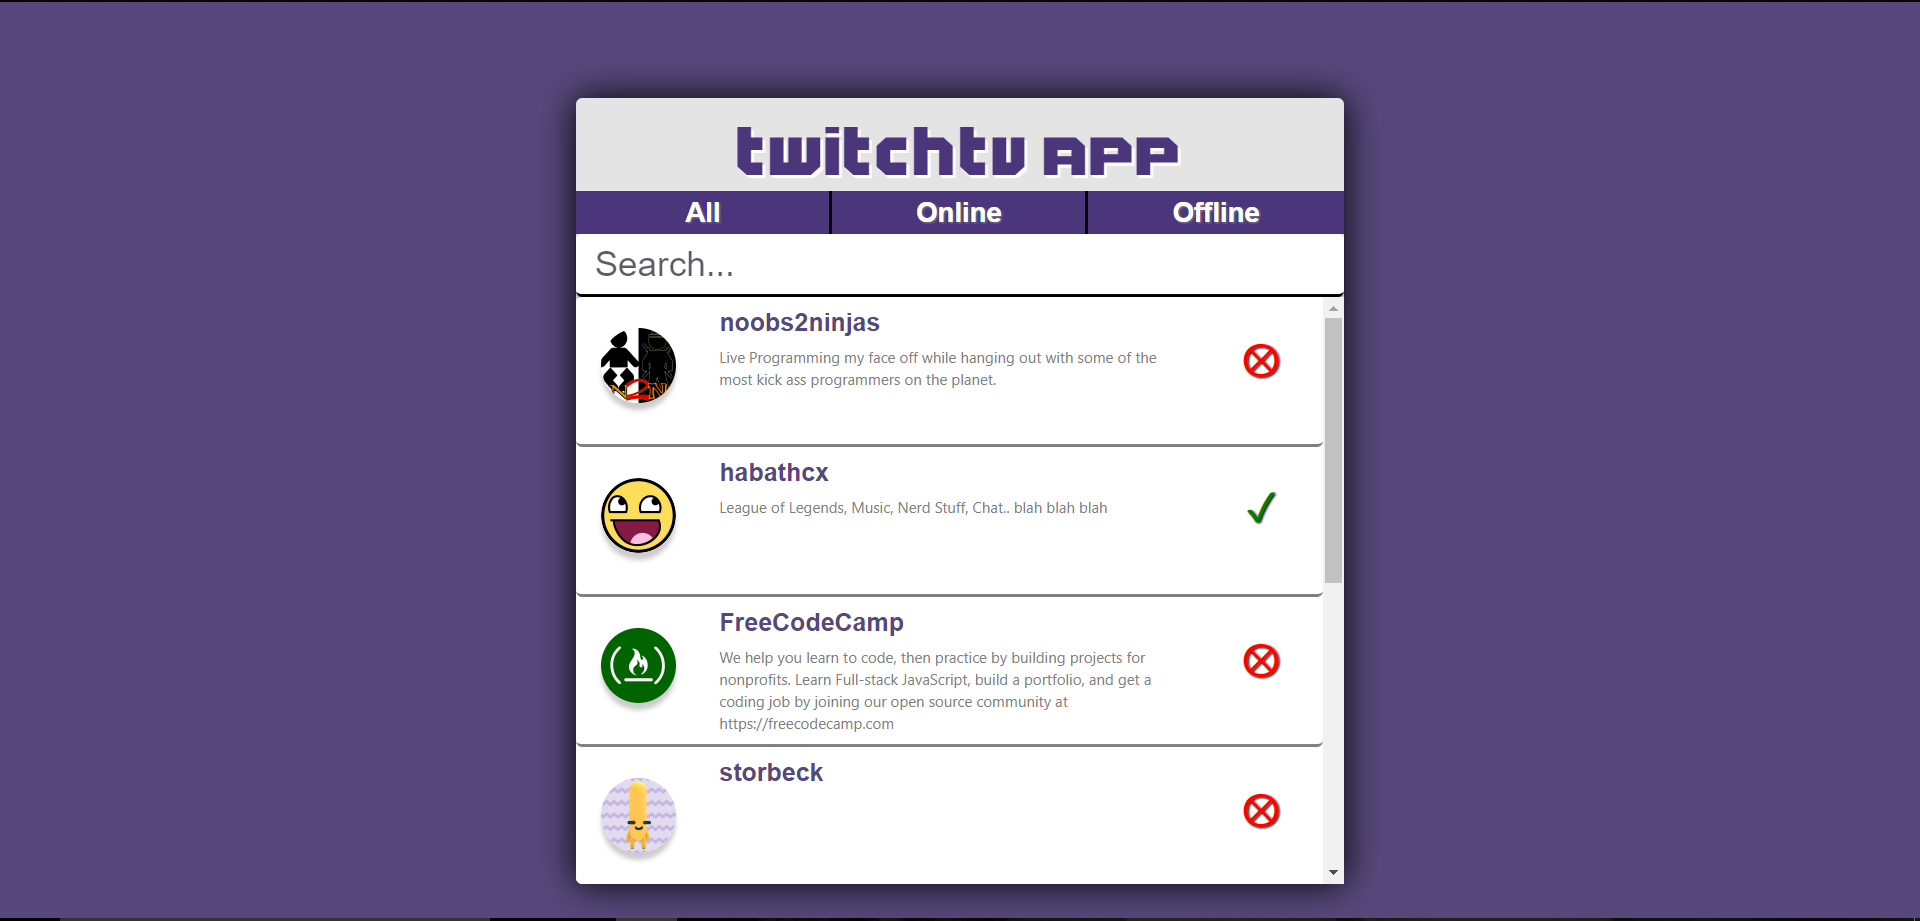 twitchtv APP
All Online Offline
Search...
noobs2ninjas
Live Programming my face off while hanging out with some of the
most kick ass programmers on the planet.
N2N
habathcx
League of Legends, Music, Nerd Stuff, Chat.. blah blah blah
FreeCodeCamp
We help you learn to code, then practice by building projects for
nonprofits. Learn Full-stack JavaScript, build a portfolio, and get a
coding job by joining our open source community at
https://freecodecamp.com
storbeck